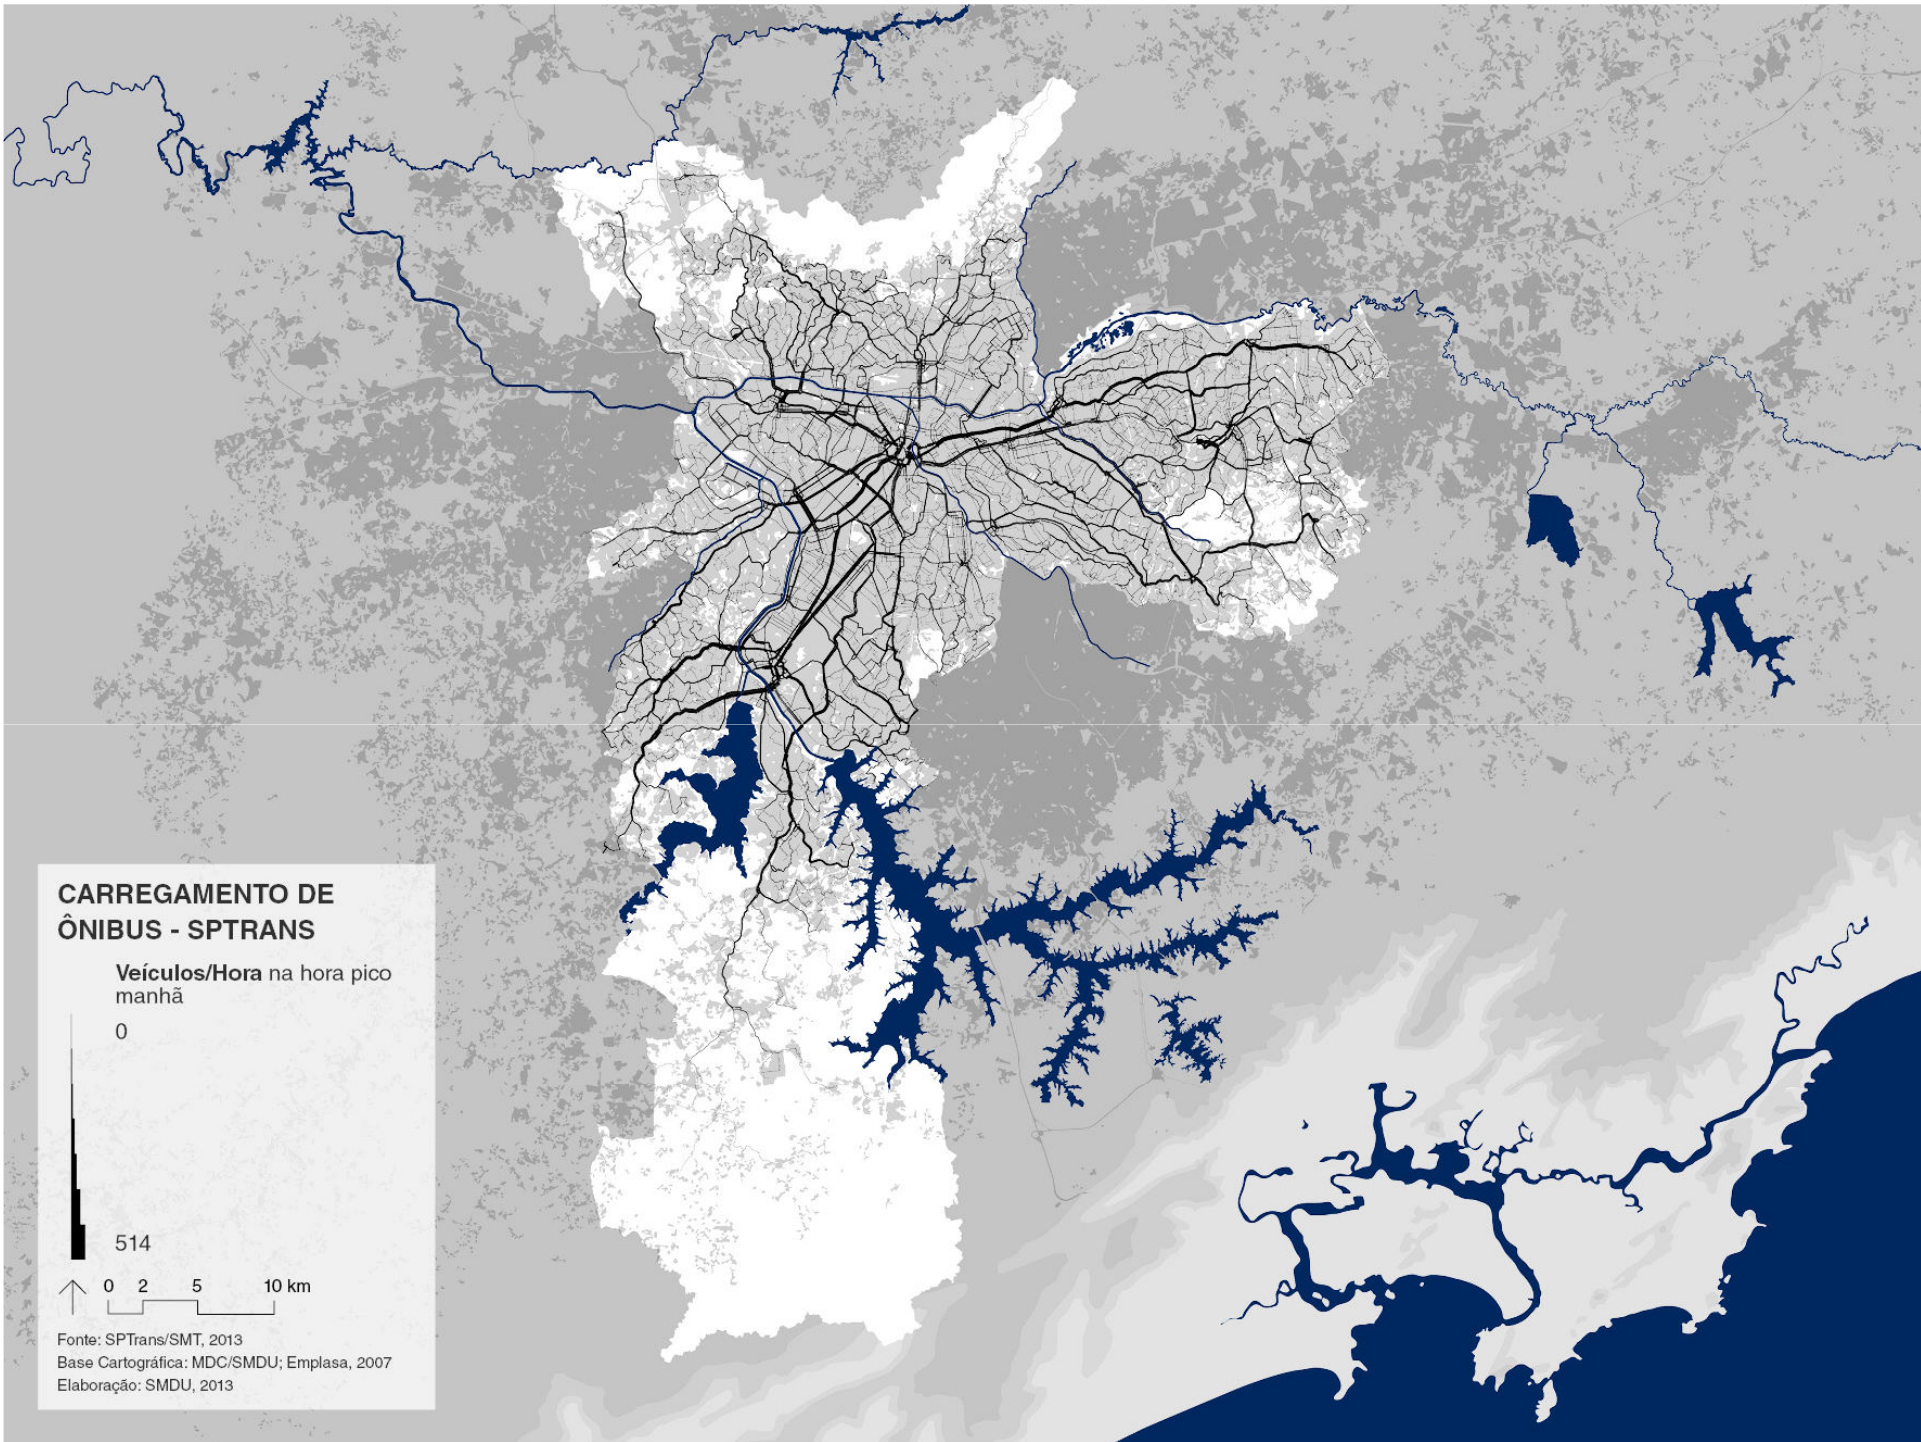 CARREGAMENTO DE
ÔNIBUS - SPTRANS
Veículos/Hora na hora pico
manhã
0
514
0 2 5 10 km
Fonte: SPTrans/SMT, 2013
Base Cartográfica: MDC/SMDU; Emplasa, 2007
Elaboração: SMDU, 2013